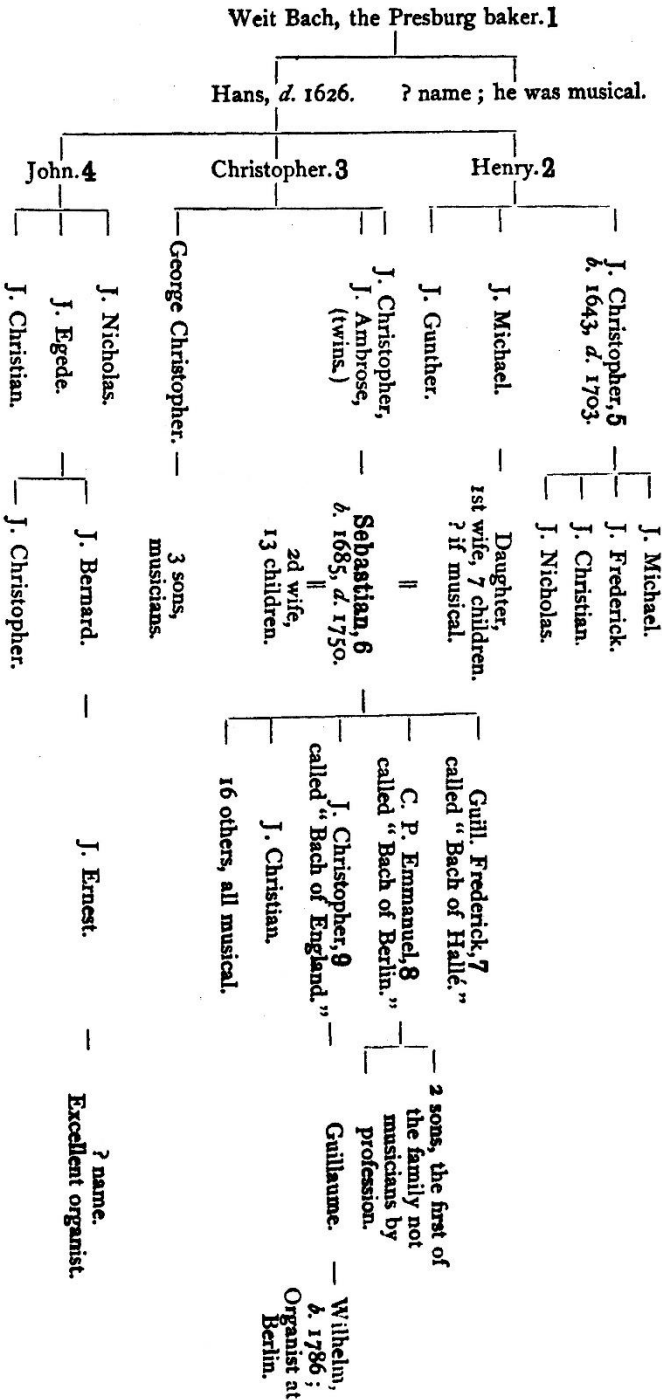 Weit Bach, the Presburg baker.1
Hans, d. 1626.
? name ; he was musical.
John.4
Christopher.3
Henry.2
J. Christopher,5
b. 1643, d. 1703.
J. Michael.
J. Gunther.
J. Christopher,
J. Ambrose,
(twins.)
George Christopher.
J. Nicholas.
J. Egede.
J. Christian.
J. Michael.
J. Frederick.
J. Christian.
J. Nicholas.
Daughter,
1st wife, 7 children.
? if musical.
Sebastian,6
b. 1685, d. 1750.
2d wife,
13 children.
3 sons,
musicians.
J. Bernard.
J. Christopher.
Guill. Frederick,7
called “Bach of Hallé.”
C. P. Emmanuel,8
called “Bach of Berlin.”
J. Christopher,9
called “Bach of England.”
J. Christian.
16 others, all musical.
J. Ernest.
2 sons, the first of
the family not
musicians by
profession.
Guillaume.
? name.
Excellent organist.
Wilhelm,
b. 1786 ;
Organist at
Berlin.